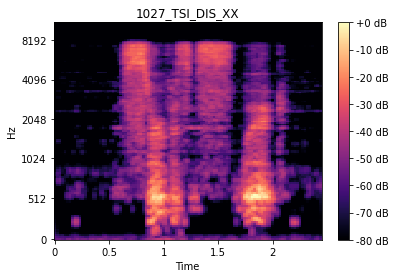 1027_TSI_DIS_XX
+0 dB
8192
-10 dB
4096
-20 dB
-30 dB
2048
Hz
-40 dB
1024
-50 dB
512
-60 dB
-70 dB
0
-80 dB
0 0.5 1 1.5 2
Time